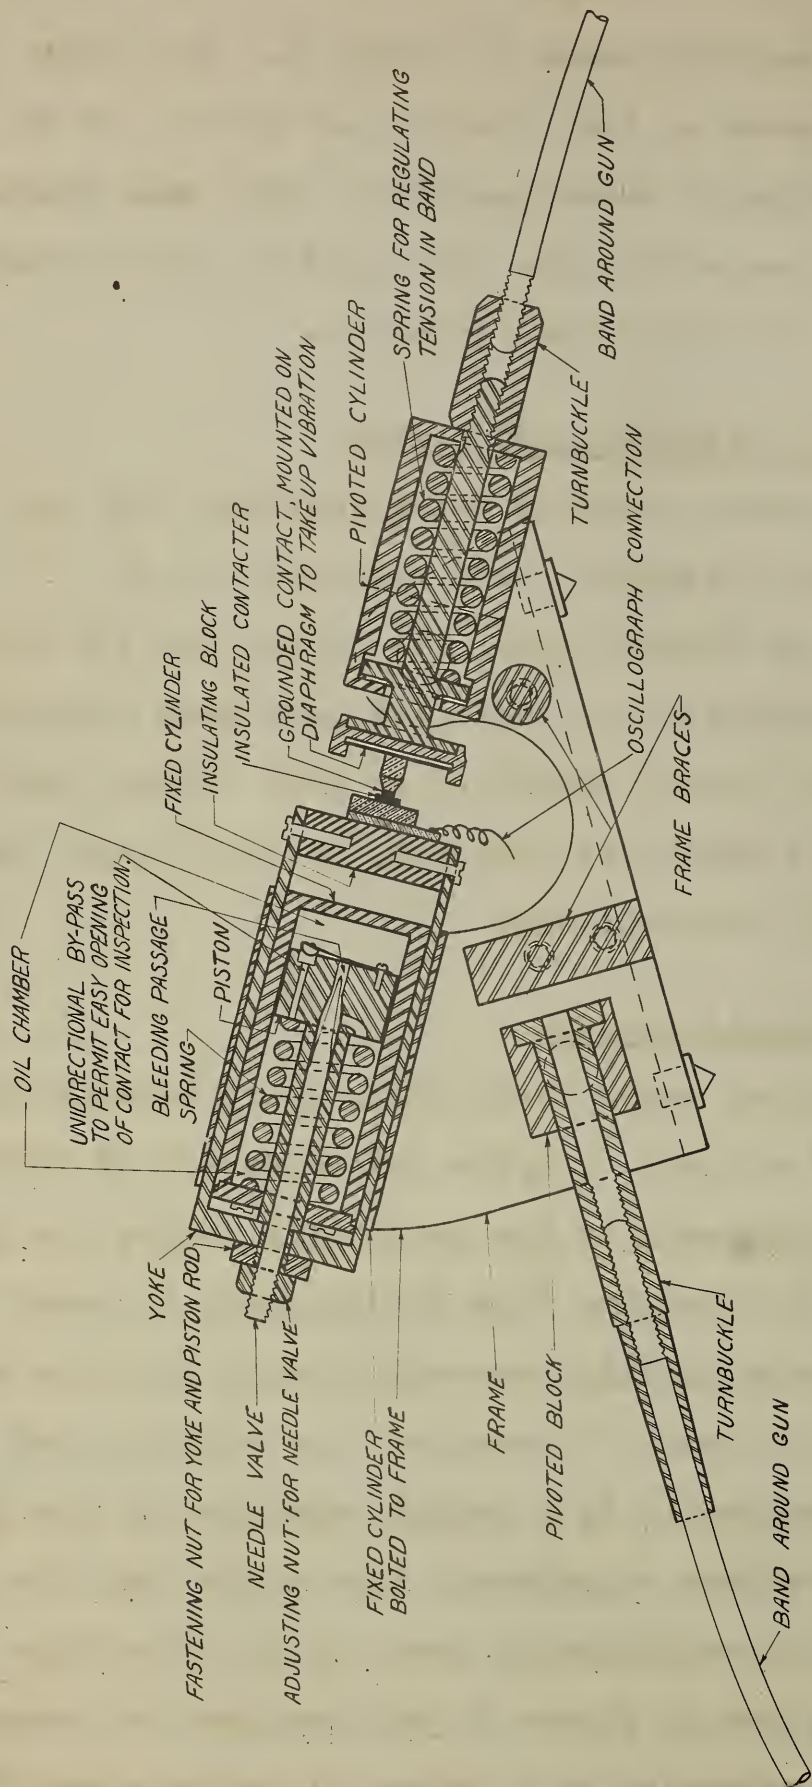 OIL CHAMBER
UNIDIRECTIONAL BY-PASS
TO PERMIT EASY OPENING
OF CONTACT FOR INSPECTION.
BLEEDING PASSAGE
SPRING
PISTON
YOKE
FASTENING NUT FOR YOKE AND PISTON ROD
NEEDLE VALVE
ADJUSTING NUT FOR NEEDLE VALVE
FIXED CYLINDER
BOLTED TO FRAME
FRAME
PIVOTED BLOCK
TURNBUCKLE
BAND AROUND GUN
FIXED CYLINDER
INSULATING BLOCK
INSULATED CONTACTER
GROUNDED CONTACT, MOUNTED ON
DIAPHRAGM TO TAKE UP VIBRATION
PIVOTED CYLINDER
SPRING FOR REGULATING
TENSION IN BAND
BAND AROUND GUN
TURNBUCKLE
OSCILLOGRAPH CONNECTION
FRAME BRACES